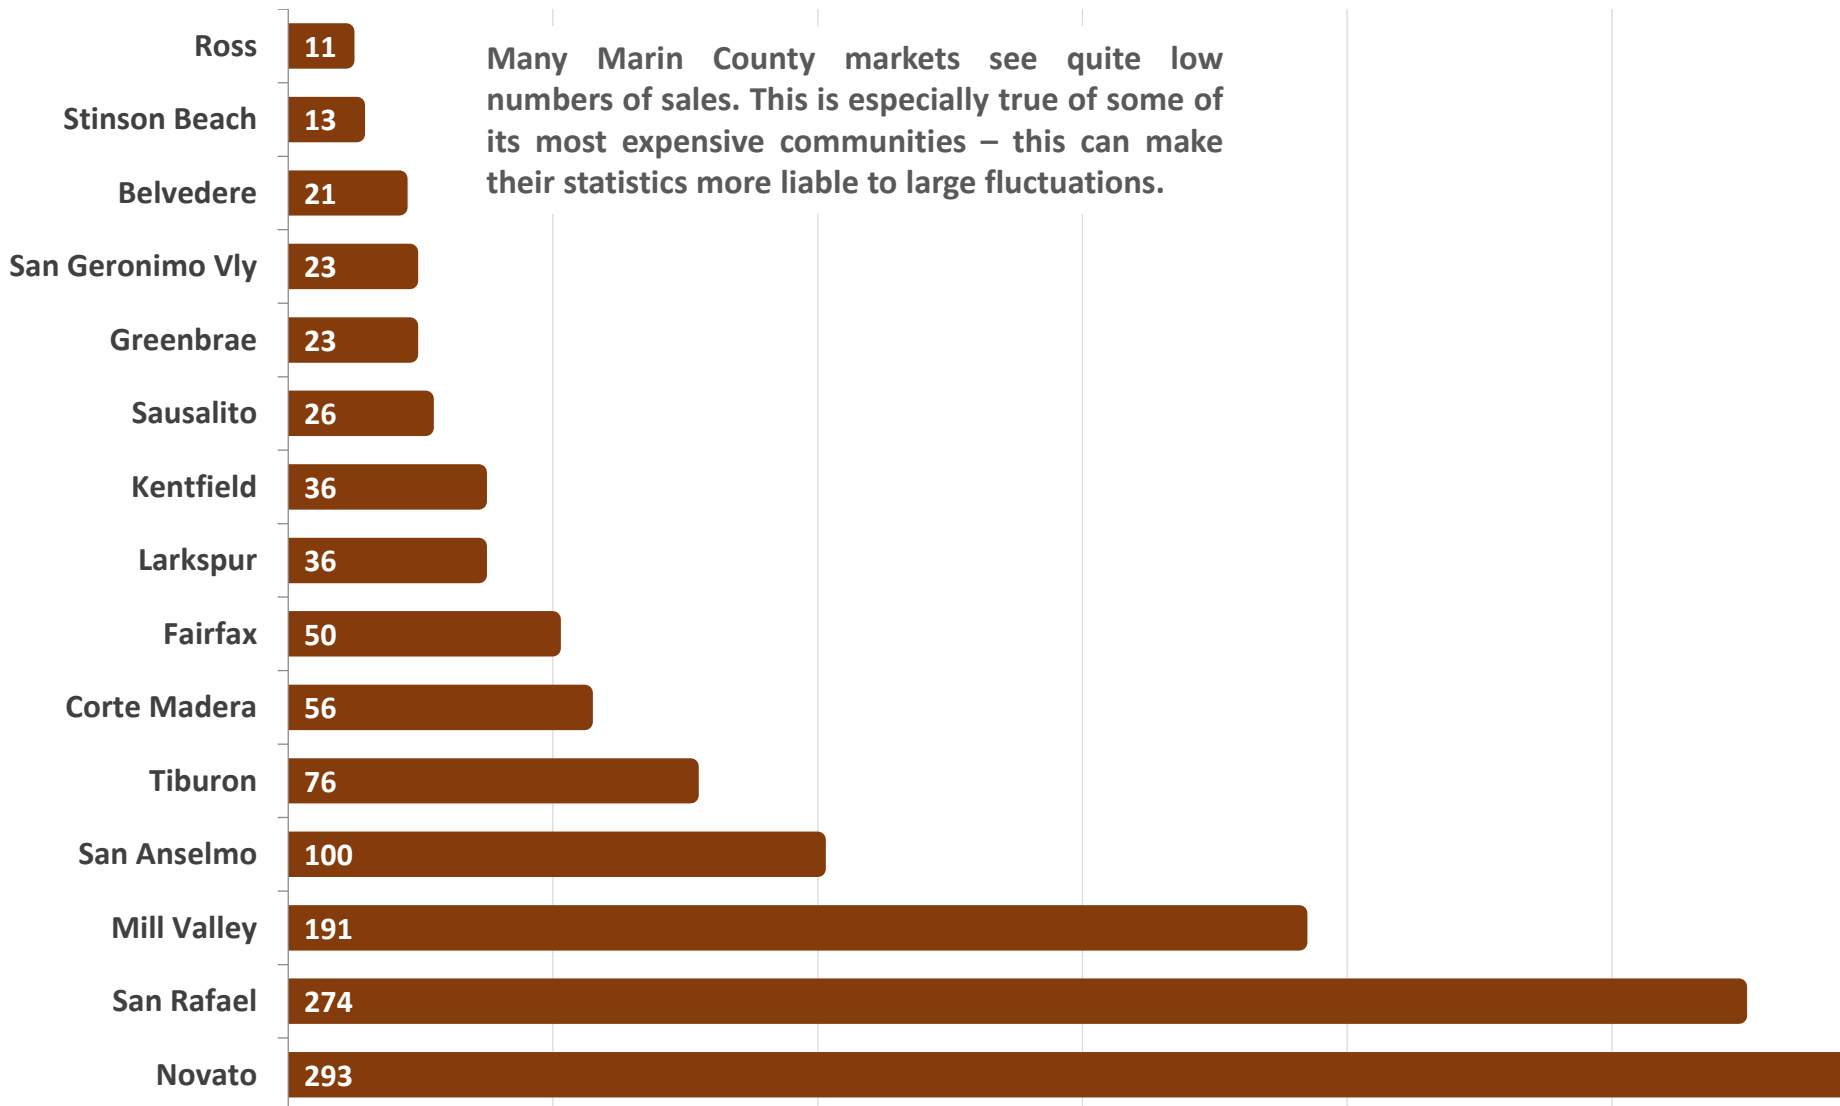 Many Marin County markets see quite low
numbers of sales. This is especially true of some of
its most expensive communities – this can make
their statistics more liable to large fluctuations.
Ross 11
Stinson Beach 13
Belvedere 21
San Geronimo Vly 23
Greenbrae 23
Sausalito 26
Kentfield 36
Larkspur 36
Fairfax 50
Corte Madera 56
Tiburon 76
San Anselmo 100
Mill Valley 191
San Rafael 274
Novato 293